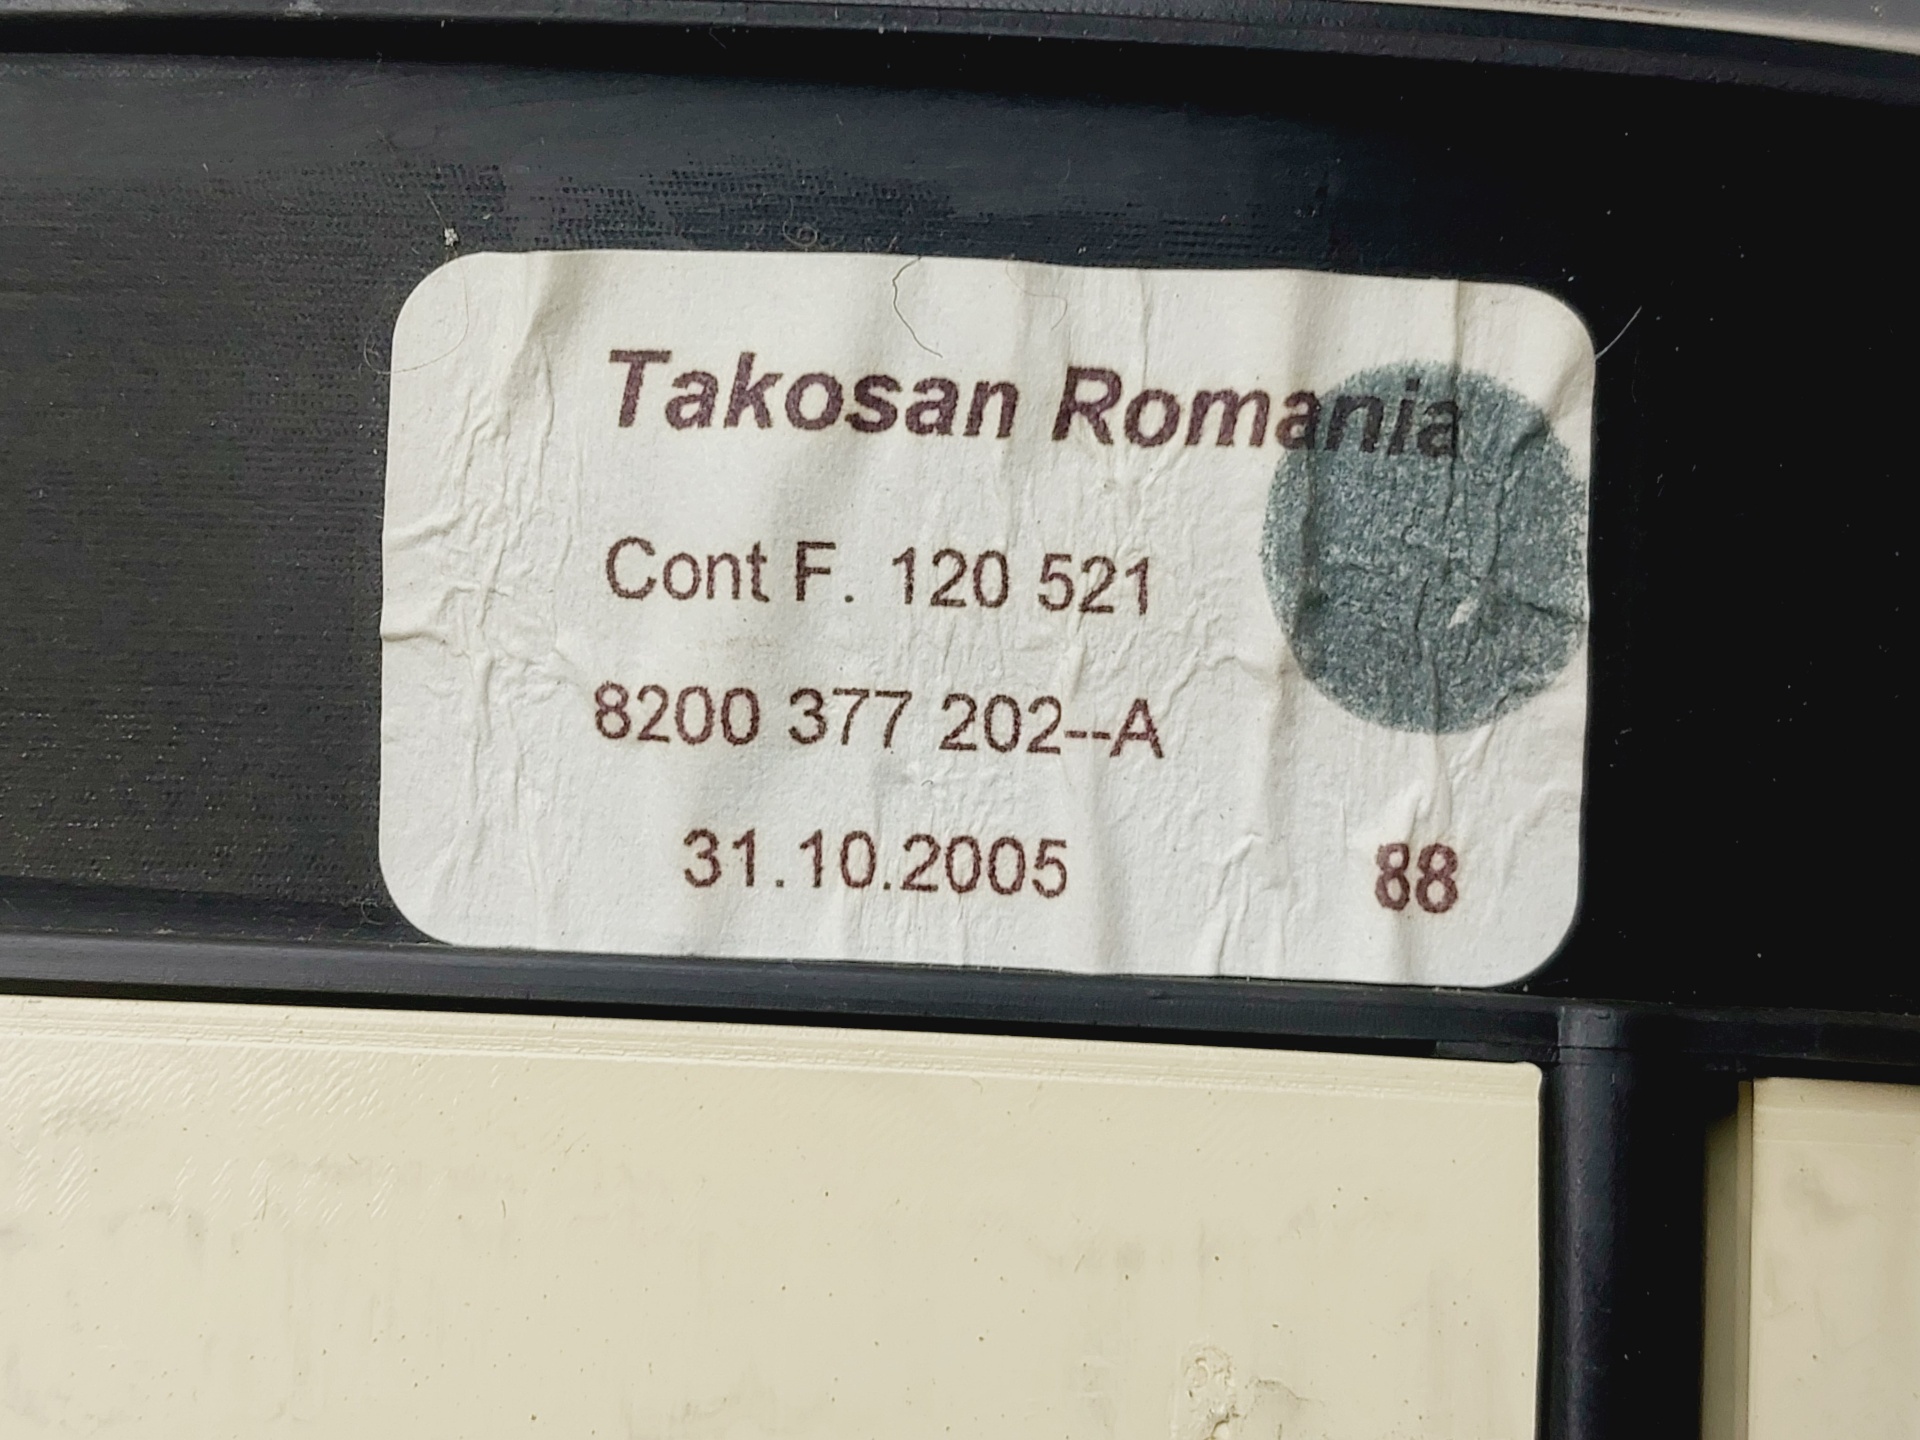 Takosan Romania
Cont F. 120 521
8200 377 202--A
31.10.2005 88